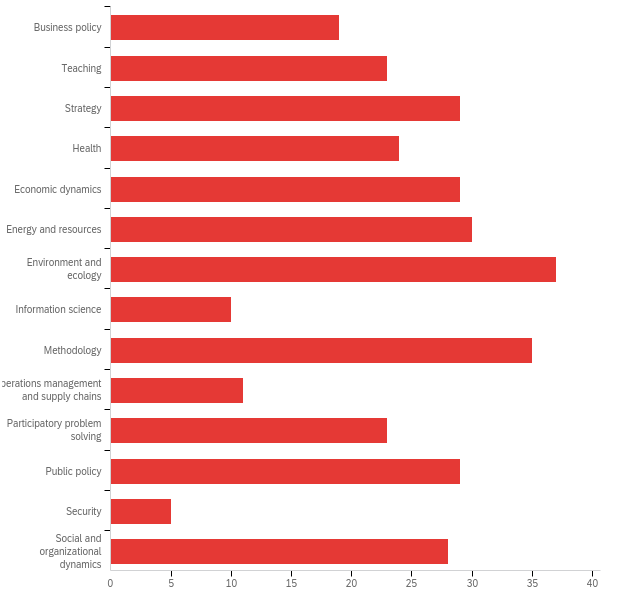 Business policy
Teaching
Strategy
Health
Economic dynamics
Energy and resources
Environment and
ecology
Information science
Methodology
perations management
and supply chains
Participatory problem
solving
Public policy
Security
Social and
organizational
dynamics
0 5 10 15 20 25 30 35 40